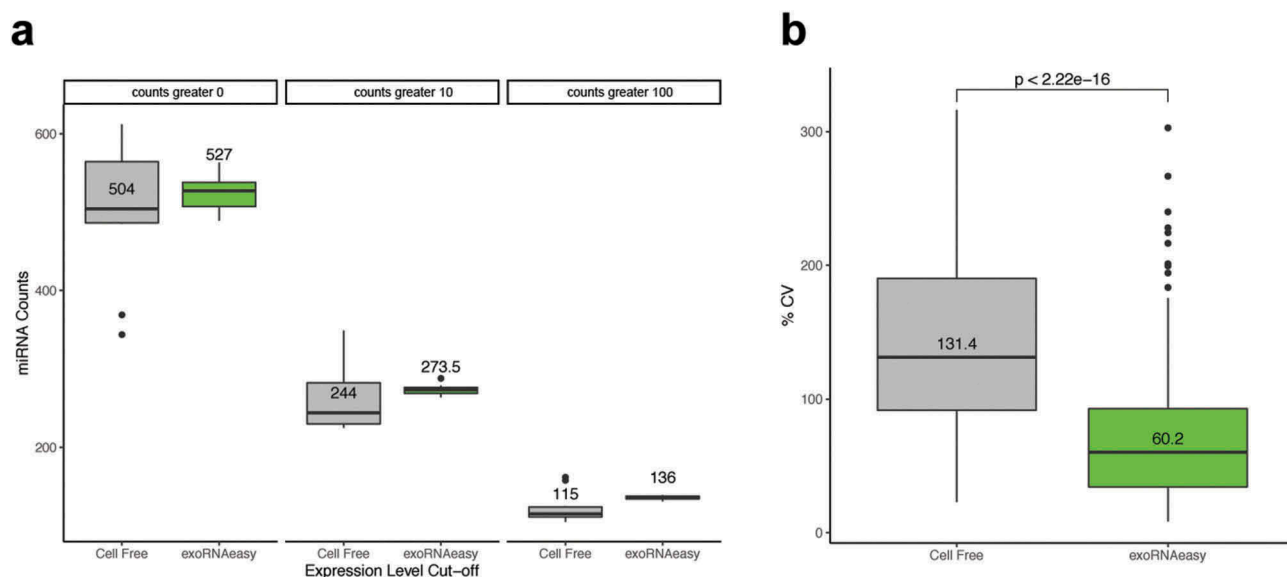 a
counts greater 0
counts greater 10
counts greater 100
miRNA Counts
600
400
200
504
527
244
273.5
115
136
Cell Free
exoRNAeasy
Cell Free
exoRNAeasy
Cell Free
exoRNAeasy
Expression Level Cut-off
b
p < 2.22e-16
% CV
300
200
100
0
131.4
60.2
Cell Free
exoRNAeasy